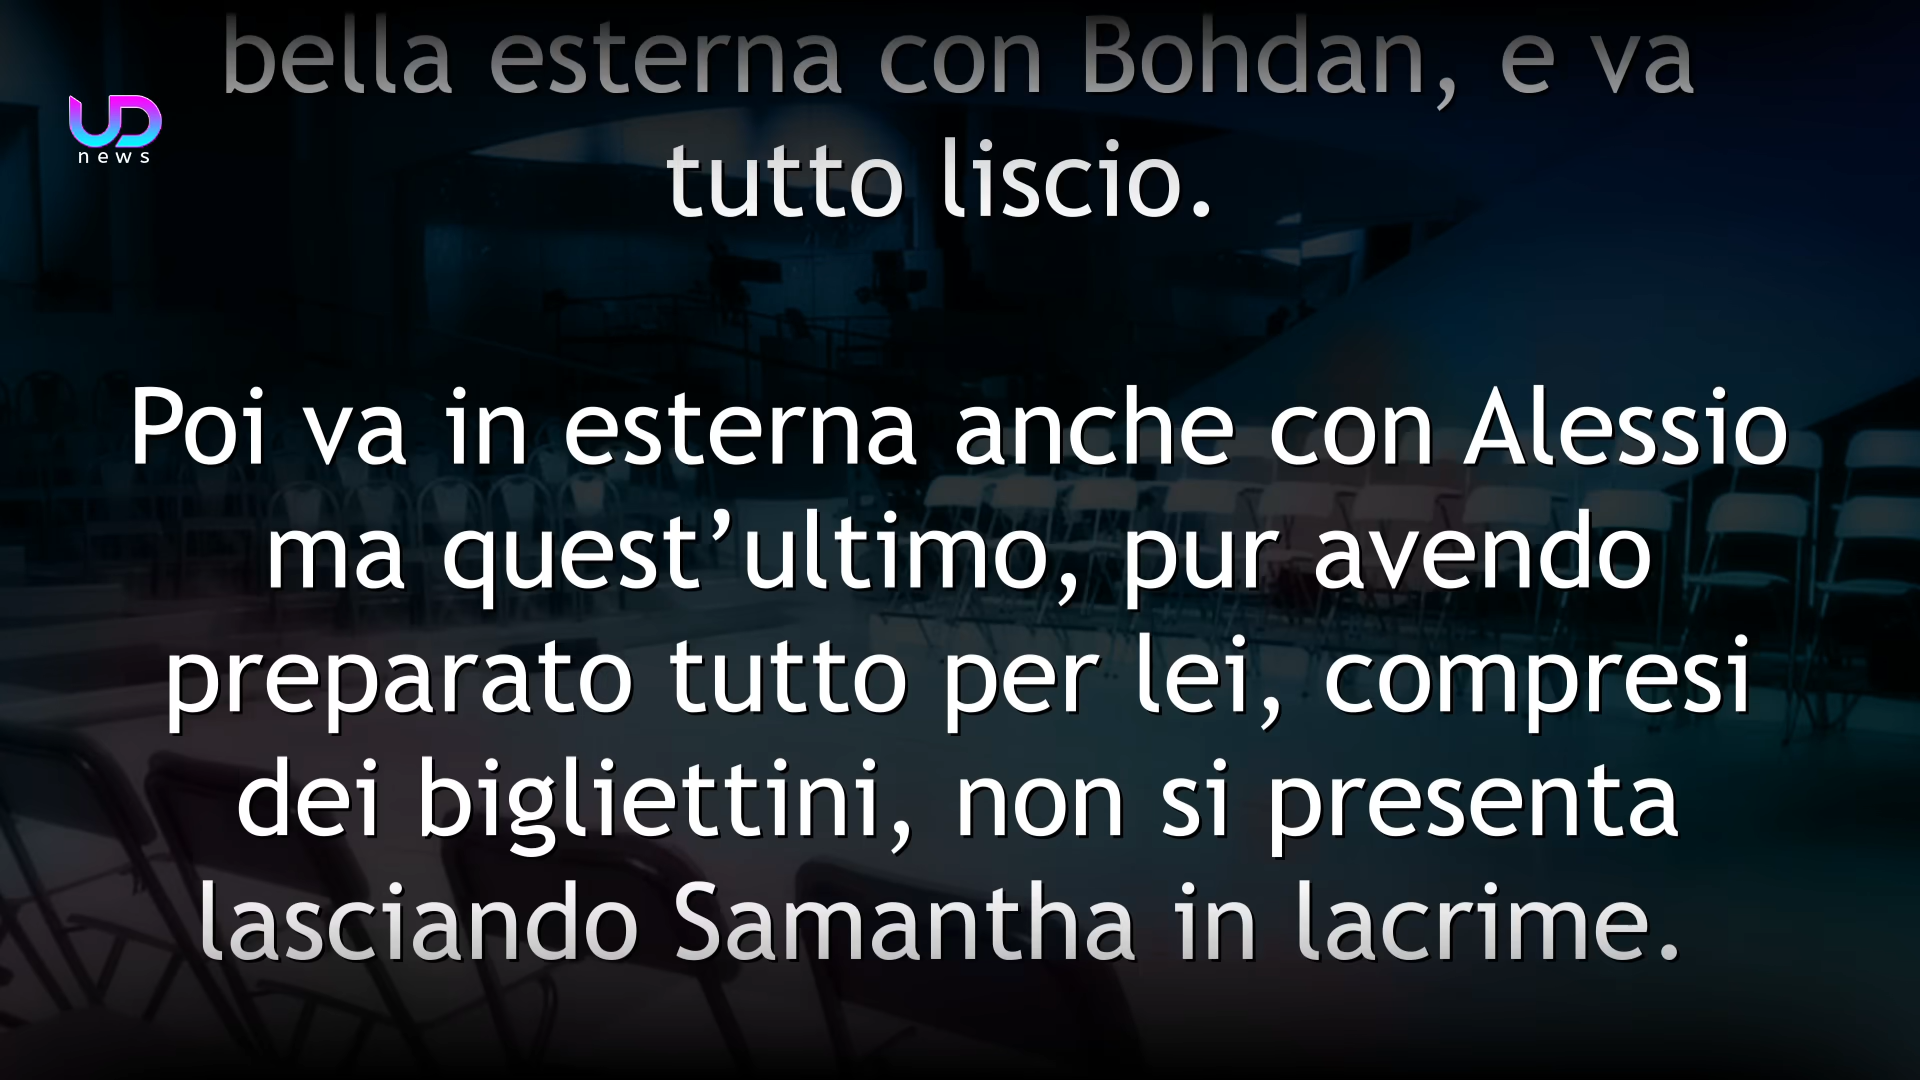 bella esterna con Bohdan, e va
UD
news
tutto liscio.
Poi va in esterna anche con Alessio
ma quest’ultimo, pur avendo
preparato tutto per lei, compresi
dei bigliettini, non si presenta
lasciando Samantha in lacrime.